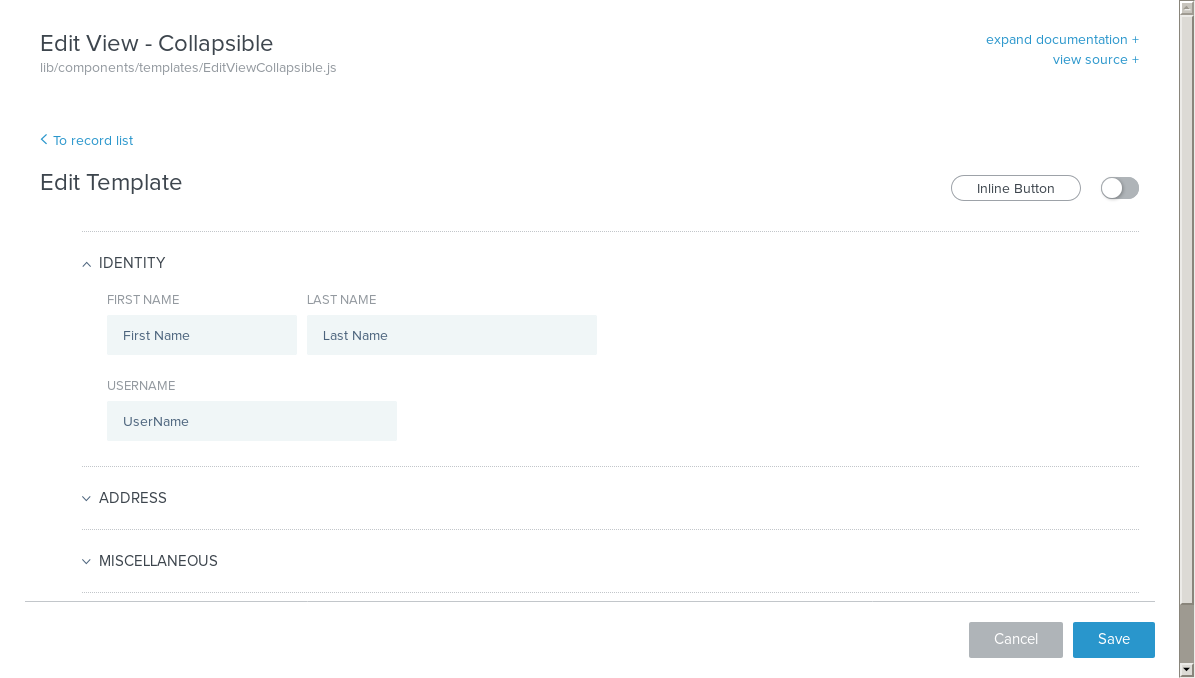 Edit View - Collapsible
lib/components/templates/EditViewCollapsible.js
expand documentation +
view source +
To record list
Edit Template
Inline Button
IDENTITY
FIRST NAME
LAST NAME
First Name
Last Name
USERNAME
UserName
ADDRESS
MISCELLANEOUS
Cancel
Save